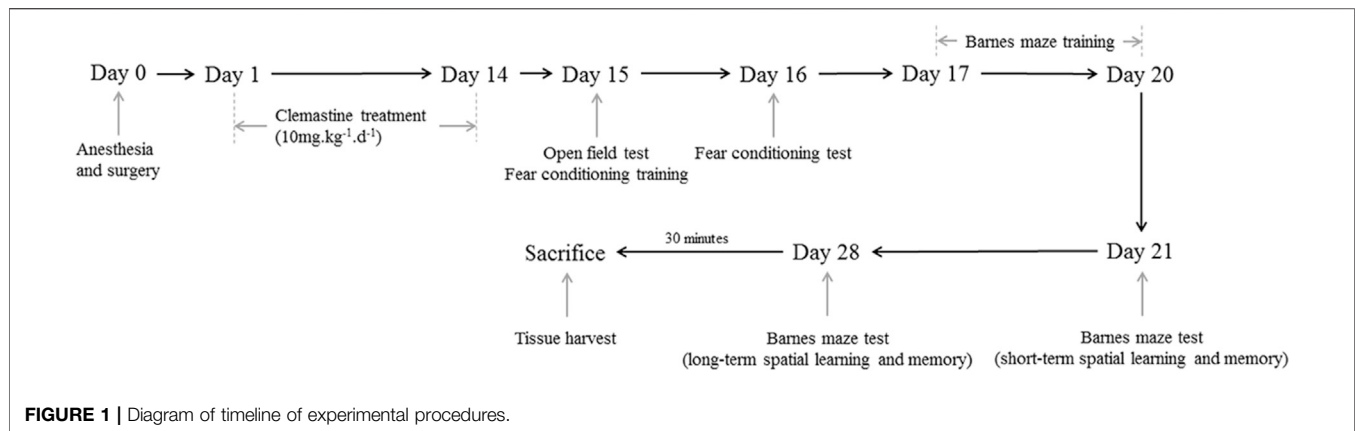 Barnes maze training
Day 0 Day 1 Day 14 Day 15 Day 16 Day 17 Day 20
Clemastine treatment
(10mg.kg⁻¹.d⁻¹)
Anesthesia
and surgery
Open field test
Fear conditioning training
Fear conditioning test
Sacrifice 30 minutes Day 28 Day 21
Tissue harvest
Barnes maze test
(long-term spatial learning and memory)
Barnes maze test
(short-term spatial learning and memory)
FIGURE 1 | Diagram of timeline of experimental procedures.